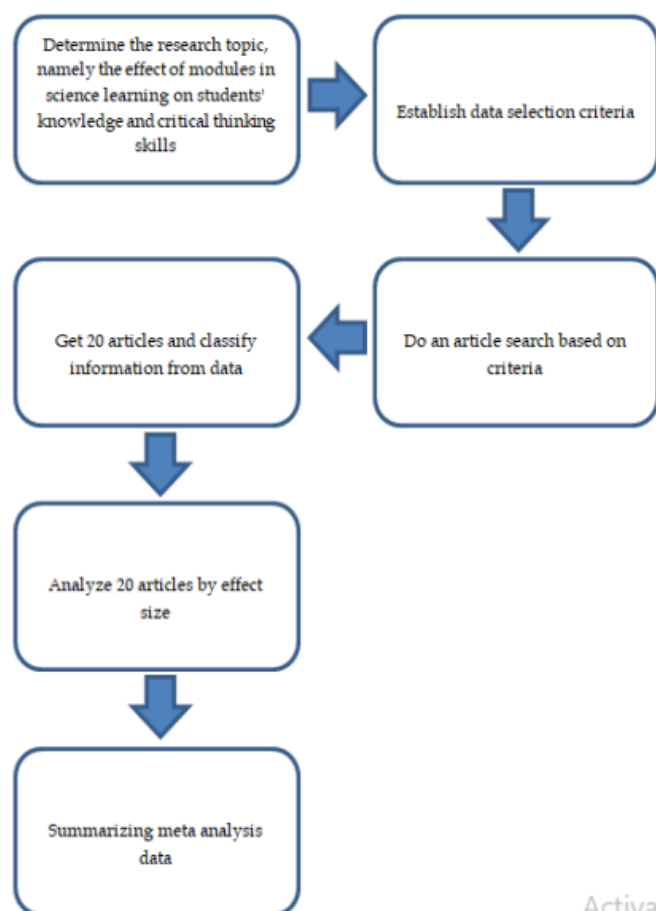 Determine the research topic,
namely the effect of modules in
science learning on students'
knowledge and critical thinking
skills
Establish data selection criteria
Do an article search based on
criteria
Get 20 articles and classify
information from data
Analyze 20 articles by effect
size
Summarizing meta analysis
data
Activa